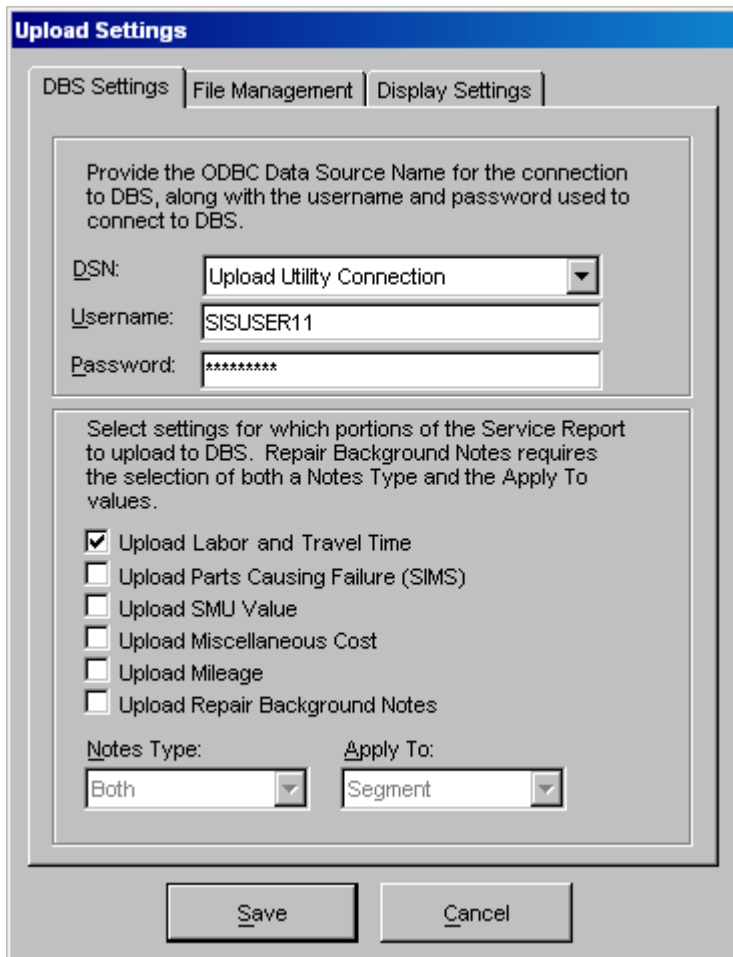 Upload Settings
DBS Settings File Management Display Settings
Provide the ODBC Data Source Name for the connection
to DBS, along with the username and password used to
connect to DBS.
DSN: Upload Utility Connection
Username: SISUSER11
Password: *********
Select settings for which portions of the Service Report
to upload to DBS.  Repair Background Notes requires
the selection of both a Notes Type and the Apply To
values.
Upload Labor and Travel Time
Upload Parts Causing Failure (SIMS)
Upload SMU Value
Upload Miscellaneous Cost
Upload Mileage
Upload Repair Background Notes
Notes Type: Apply To:
Both Segment
Save Cancel